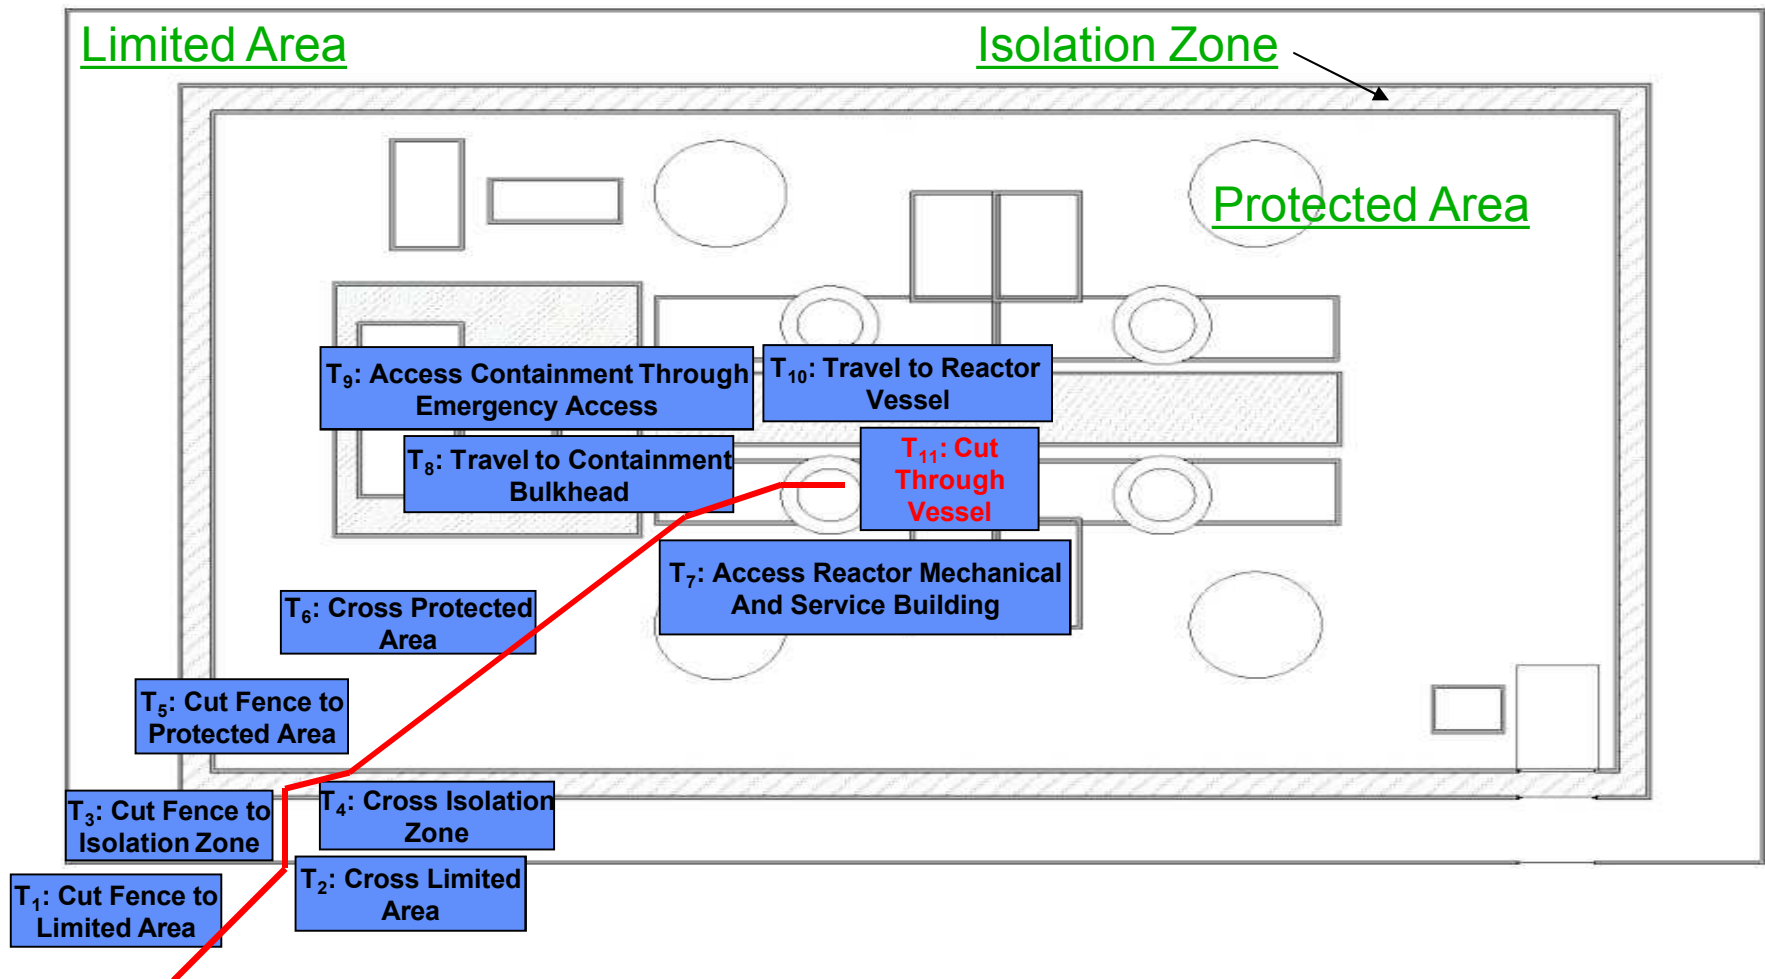 Limited Area
Isolation Zone
Protected Area
T9: Access Containment Through
Emergency Access
T10: Travel to Reactor
Vessel
T8: Travel to Containment
Bulkhead
T11: Cut
Through
Vessel
T7: Access Reactor Mechanical
And Service Building
T6: Cross Protected
Area
T5: Cut Fence to
Protected Area
T3: Cut Fence to
Isolation Zone
T4: Cross Isolation
Zone
T2: Cross Limited
Area
T1: Cut Fence to
Limited Area